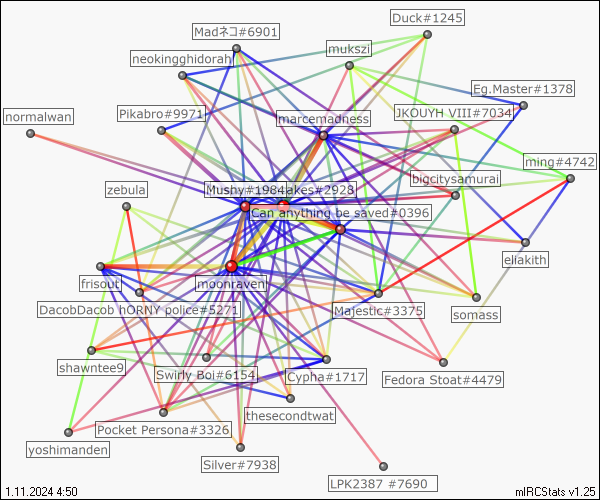 Duck#1245
Madネコ#6901
mukszi
neokingghidorah
Eg.Master#1378
Pikabro#9971
JKOUYH VIII#7034
normalwan
marcemadness
ming#4742
bigcitysamurai
zebula
Mushy#1984
akes#2928
Can anything be saved#0396
eliakith
frisout
moonraven
DacobDacob hORNY police#5271
Majestic#3375
somass
shawntee9
Swirly Boi#6154
Cypha#1717
Fedora Stoat#4479
thesecondtwat
Pocket Persona#3326
yoshimanden
Silver#7938
LPK2387 #7690
1.11.2024 4:50
mIRCStats v1.25